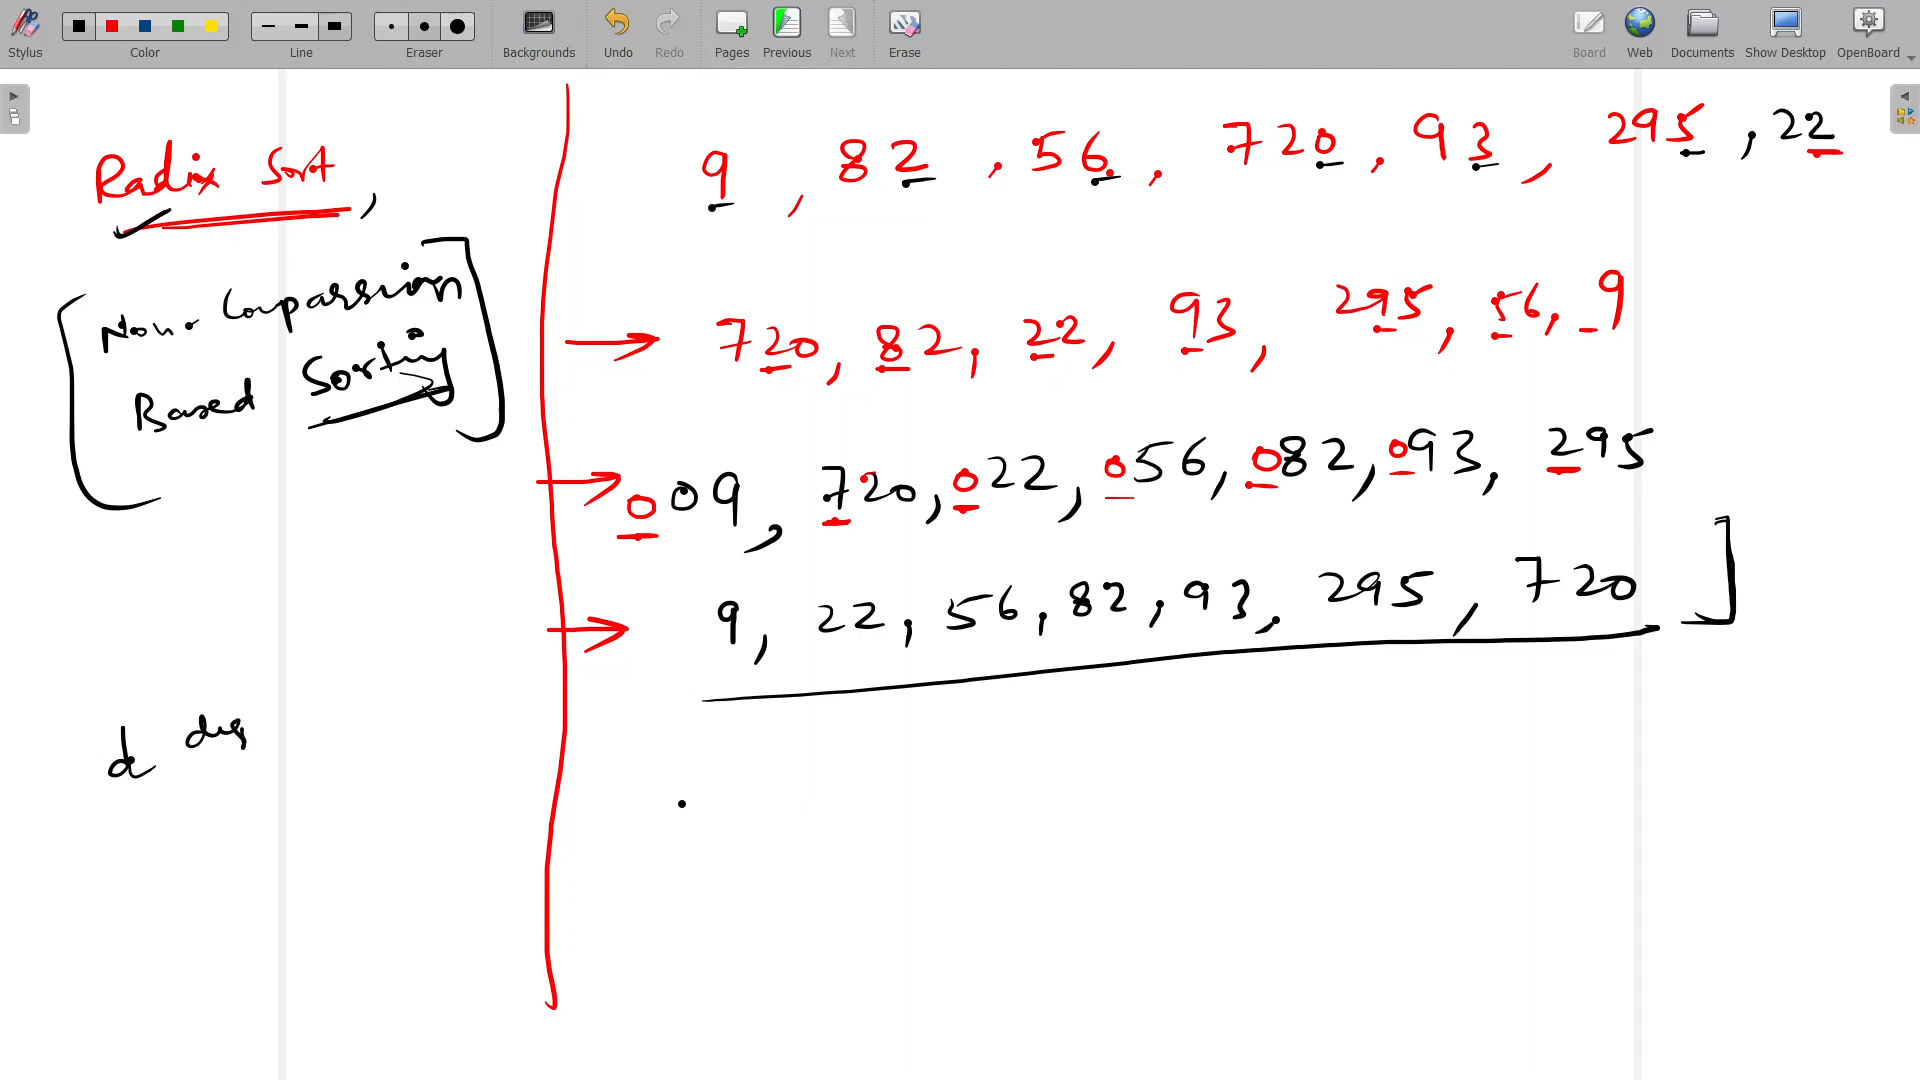 Stylus Color Line Eraser Backgrounds Undo Redo Pages Previous Next Erase Board Web Documents Show Desktop OpenBoard
Radix Sort,
Non-Compassion
Based Sorting
d
9, 82, 56, 720, 93, 295, 22
720, 82, 22, 93, 295, 56, 9
009, 720, 022, 056, 082, 093, 295
9, 22, 56, 82, 93, 295, 720